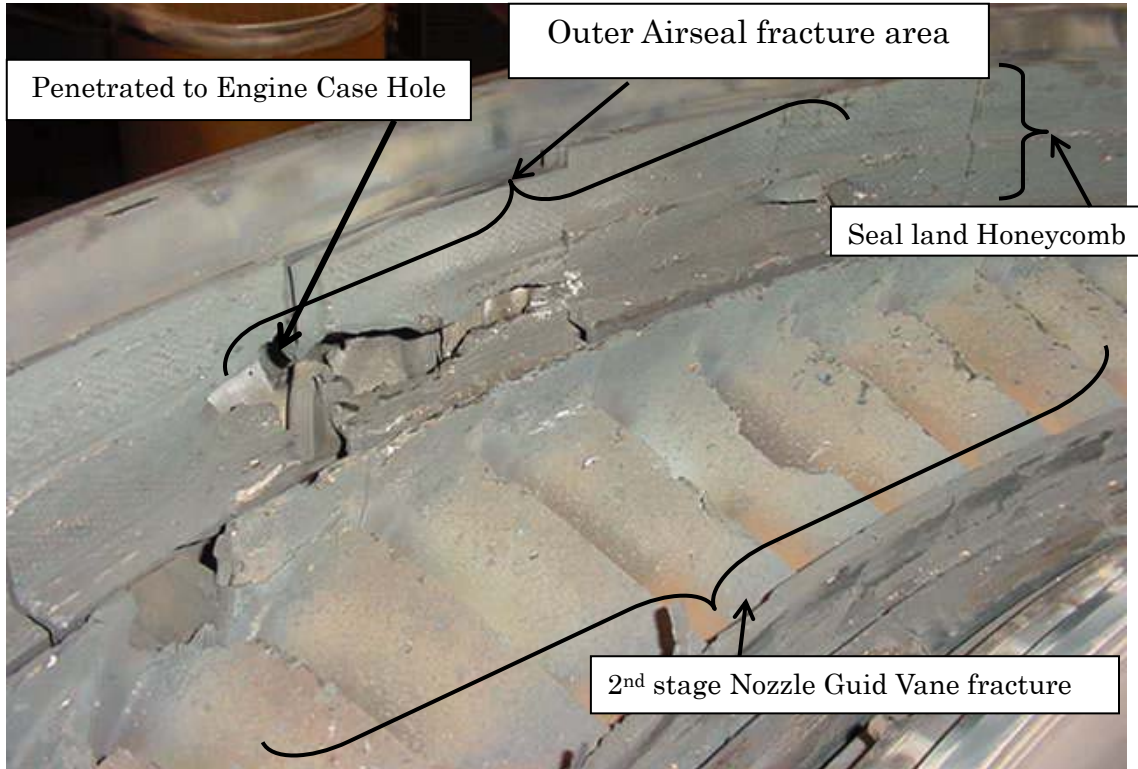 Outer Airseal fracture area
Penetrated to Engine Case Hole
Seal land Honeycomb
2nd stage Nozzle Guid Vane fracture